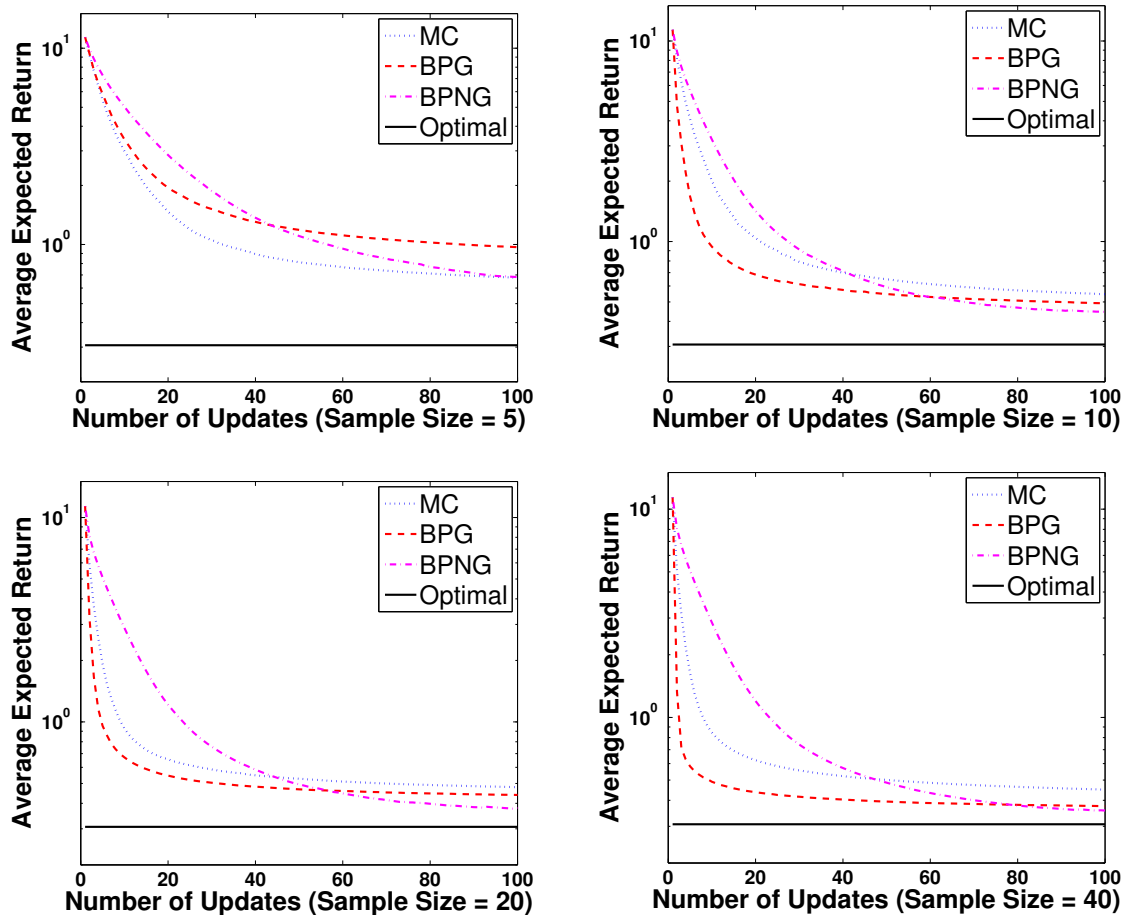 Average Expected Return
10^1
10^0
MC
BPG
BPNG
Optimal
0 20 40 60 80 100
Number of Updates (Sample Size = 5)
Average Expected Return
10^1
10^0
MC
BPG
BPNG
Optimal
0 20 40 60 80 100
Number of Updates (Sample Size = 10)
Average Expected Return
10^1
10^0
MC
BPG
BPNG
Optimal
0 20 40 60 80 100
Number of Updates (Sample Size = 20)
Average Expected Return
10^1
10^0
MC
BPG
BPNG
Optimal
0 20 40 60 80 100
Number of Updates (Sample Size = 40)